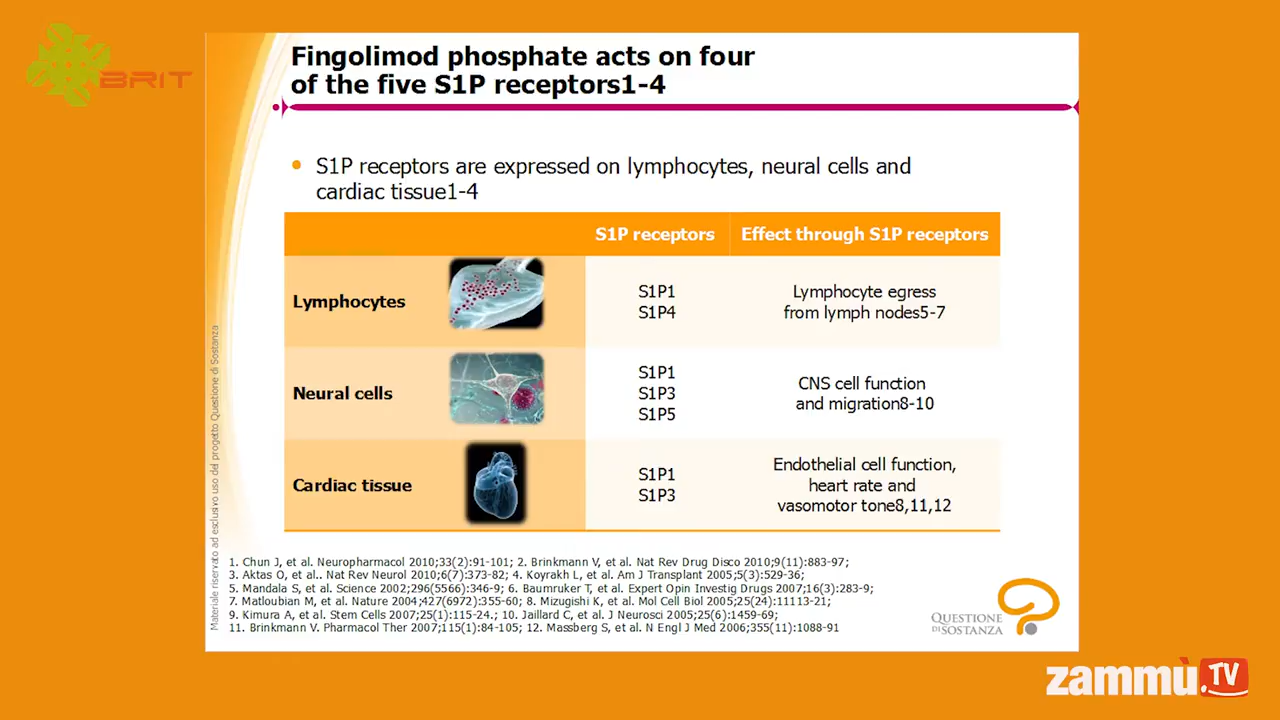 BRIT
Fingolimod phosphate acts on four
of the five S1P receptors1-4
S1P receptors are expressed on lymphocytes, neural cells and
cardiac tissue1-4
S1P receptors
Effect through S1P receptors
Lymphocytes
S1P1
S1P4
Lymphocyte egress
from lymph nodes5-7
Neural cells
S1P1
S1P3
S1P5
CNS cell function
and migration8-10
Cardiac tissue
S1P1
S1P3
Endothelial cell function,
heart rate and
vasomotor tone8,11,12
Materiale riservato ad esclusivo uso del progetto Questione di Sostanza
1. Chun J, et al. Neuropharmacol 2010;33(2):91-101; 2. Brinkmann V, et al. Nat Rev Drug Disco 2010;9(11):883-97;
3. Aktas O, et al.. Nat Rev Neurol 2010;6(7):373-82; 4. Koyrakh L, et al. Am J Transplant 2005;5(3):529-36;
5. Mandala S, et al. Science 2002;296(5566):346-9; 6. Baumruker T, et al. Expert Opin Investig Drugs 2007;16(3):283-9;
7. Matloubian M, et al. Nature 2004;427(6972):355-60; 8. Mizugishi K, et al. Mol Cell Biol 2005;25(24):11113-21;
9. Kimura A, et al. Stem Cells 2007;25(1):115-24.; 10. Jaillard C, et al. J Neurosci 2005;25(6):1459-69;
11. Brinkmann V. Pharmacol Ther 2007;115(1):84-105; 12. Massberg S, et al. N Engl J Med 2006;355(11):1088-91
QUESTIONE
DI SOSTANZA
zammù.TV